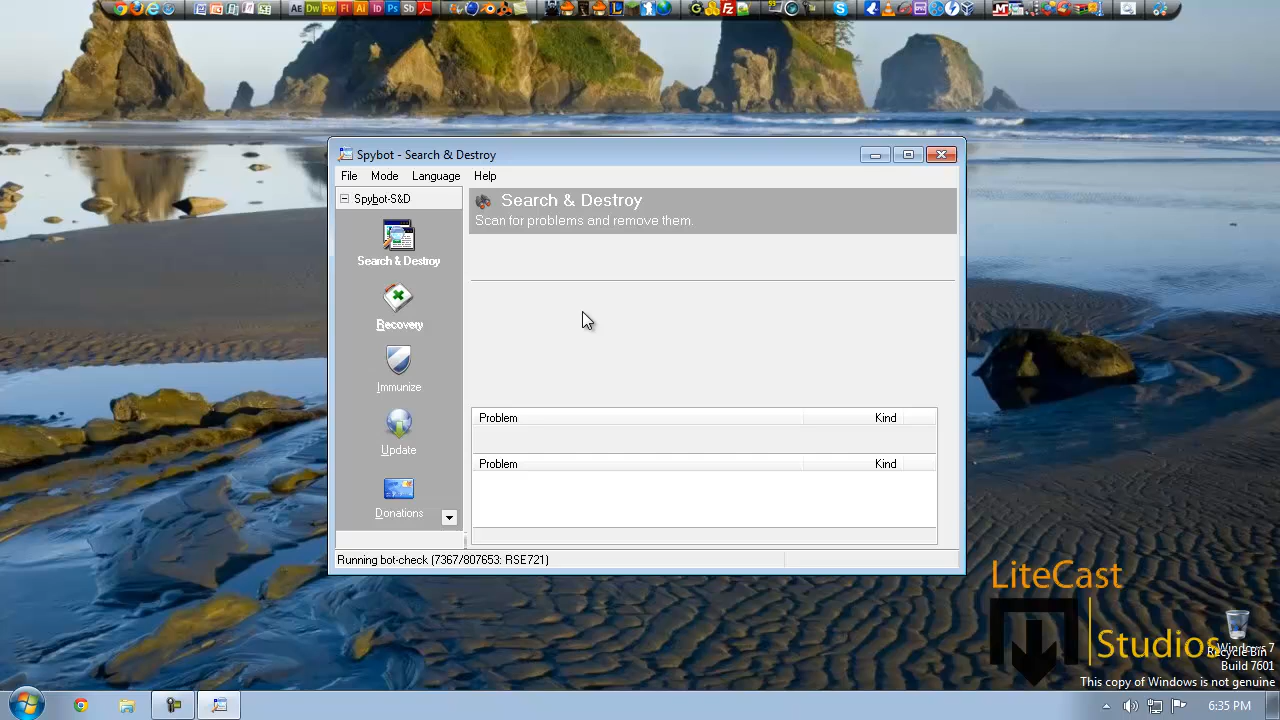 Spybot - Search & Destroy
File Mode Language Help
Spybot-S&D
Search & Destroy
Scan for problems and remove them.
Search & Destroy
Recovery
Immunize
Update
Donations
Problem Kind
Problem Kind
Running bot-check (7367/807653: RSE721)
LiteCast
Studios
Recycle Bin
Windows 7
Build 7601
This copy of Windows is not genuine
6:35 PM